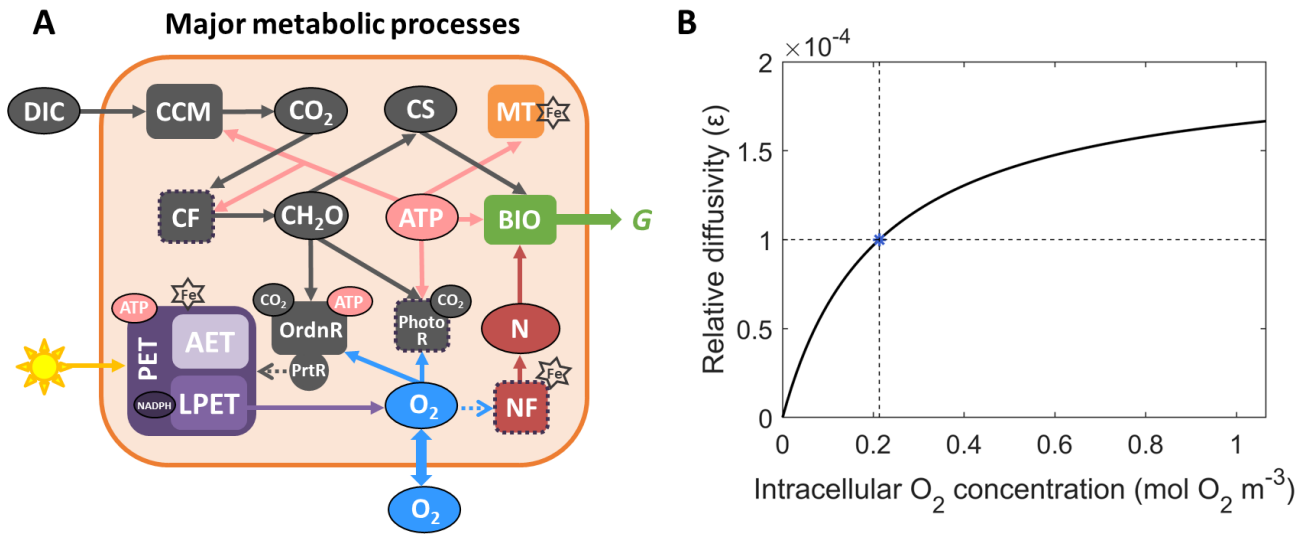 A
Major metabolic processes
DIC
CCM
CO₂
CS
MT
Fe
CF
CH₂O
ATP
BIO
G
ATP
Fe
CO₂
ATP
CO₂
PET
AET
OrdnR
Photo
R
N
PrtR
Fe
NADPH
LPET
O₂
NF
O₂
B
×10⁻⁴
2
1.5
1
0.5
0
Relative diffusivity (ε)
0
0.2
0.4
0.6
0.8
1
Intracellular O₂ concentration (mol O₂ m⁻³)